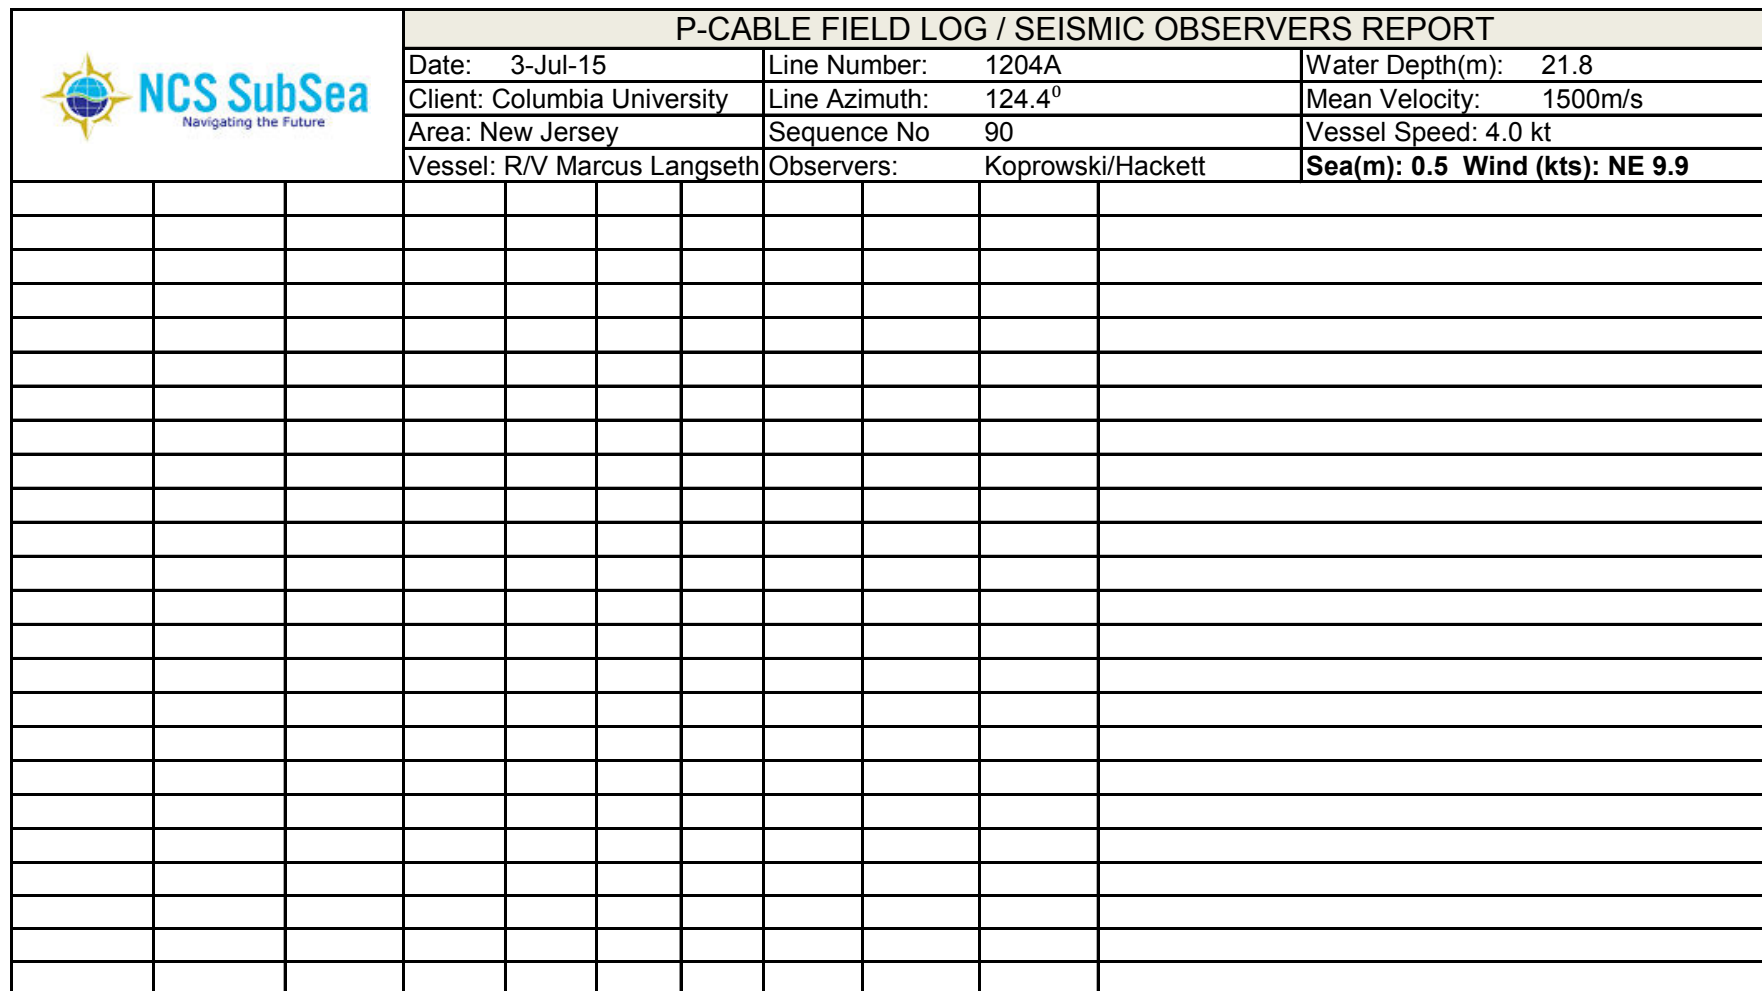 P-CABLE FIELD LOG / SEISMIC OBSERVERS REPORT
NCS SubSea
Navigating the Future
Date: 3-Jul-15 Line Number: 1204A Water Depth(m): 21.8
Client: Columbia University Line Azimuth: 124.4⁰ Mean Velocity: 1500m/s
Area: New Jersey Sequence No 90 Vessel Speed: 4.0 kt
Vessel: R/V Marcus Langseth Observers: Koprowski/Hackett Sea(m): 0.5 Wind (kts): NE 9.9